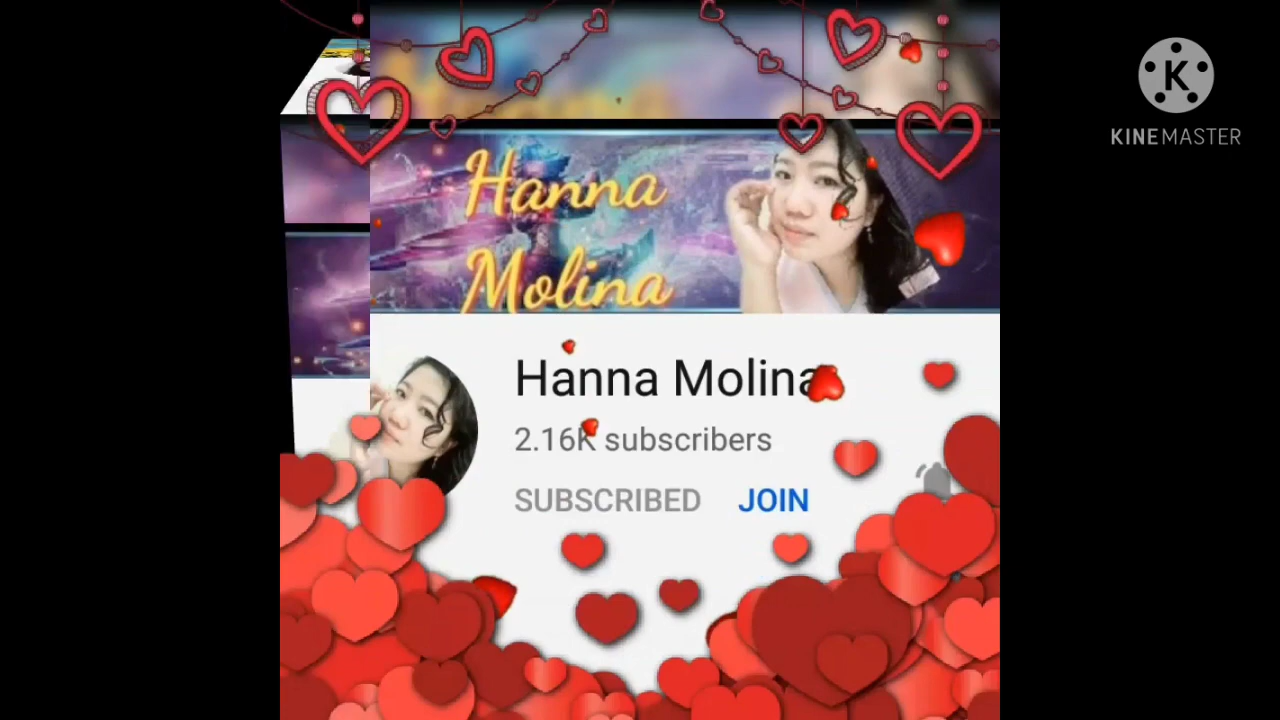 Hanna
Molina
Hanna Molina
2.16K subscribers
SUBSCRIBED JOIN
K
KINEMASTER